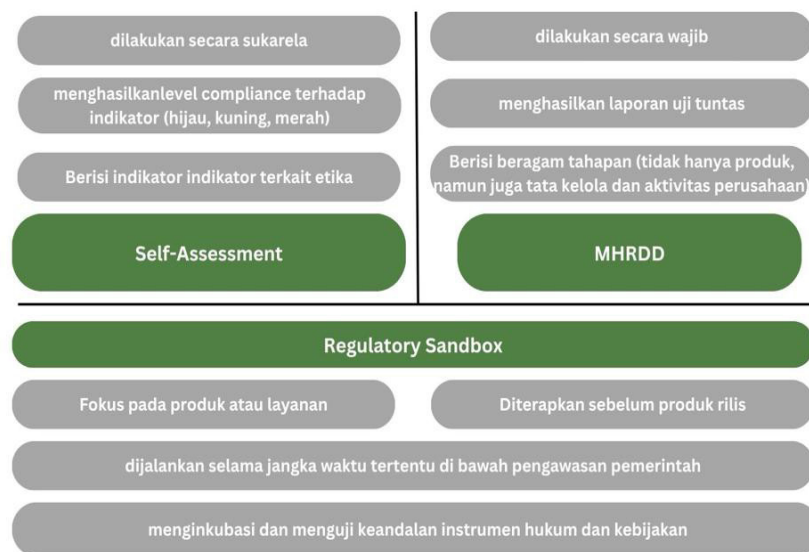 dilakukan secara sukarela
menghasilkanlevel compliance terhadap
indikator (hijau, kuning, merah)
Berisi indikator indikator terkait etika
Self-Assessment
dilakukan secara wajib
menghasilkan laporan uji tuntas
Berisi beragam tahapan (tidak hanya produk,
namun juga tata kelola dan aktivitas perusahaan)
MHRDD
Regulatory Sandbox
Fokus pada produk atau layanan
Diterapkan sebelum produk rilis
dijalankan selama jangka waktu tertentu di bawah pengawasan pemerintah
menginkubasi dan menguji keandalan instrumen hukum dan kebijakan